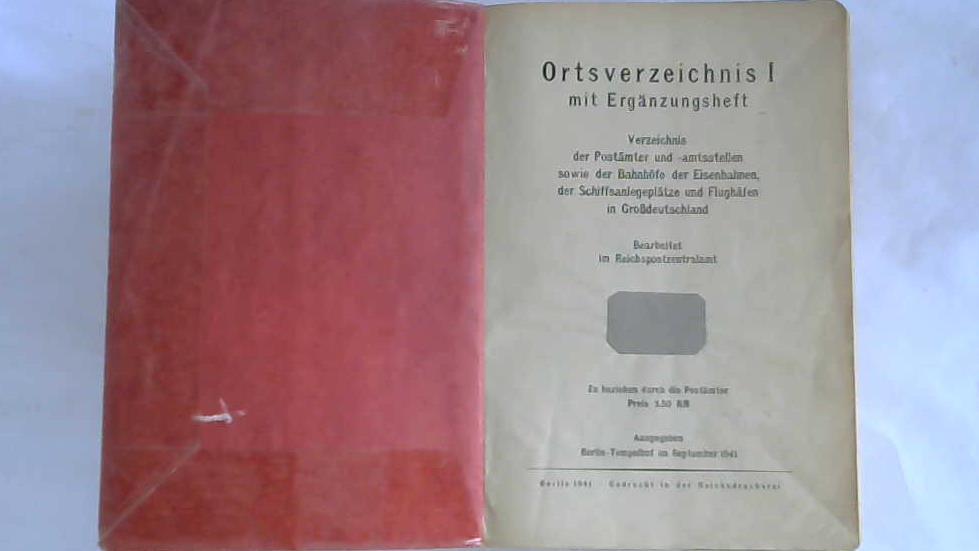 Ortsverzeichnis I
mit Ergänzungsheft
Verzeichnis
der Postämter und -amtsstellen
sowie der Bahnhöfe der Eisenbahnen,
der Schiffsanlegeplätze und Flughäfen
in Großdeutschland
Bearbeitet
im Reichspostzentralamt
Zu beziehen durch die Postämter
Preis 1.50 RM
Ausgegeben
Berlin-Tempelhof im September 1941
Berlin 1941 Gedruckt in der Reichsdruckerei